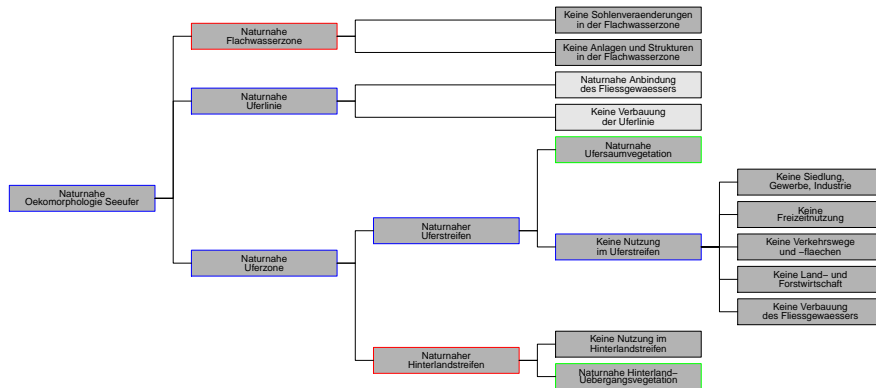 Naturnahe
Oekomorphologie Seeufer
Naturnahe
Flachwasserzone
Keine Sohlenveraenderungen
in der Flachwasserzone
Keine Anlagen und Strukturen
in der Flachwasserzone
Naturnahe
Uferlinie
Naturnahe Anbindung
des Fliessgewaessers
Keine Verbauung
der Uferlinie
Naturnahe
Uferzone
Naturnaher
Uferstreifen
Naturnahe
Ufersaumvegetation
Keine Nutzung
im Uferstreifen
Keine Siedlung,
Gewerbe, Industrie
Keine
Freizeitnutzung
Keine Verkehrswege
und −flaechen
Keine Land− und
Forstwirtschaft
Keine Verbauung
des Fliessgewaessers
Naturnaher
Hinterlandstreifen
Keine Nutzung im
Hinterlandstreifen
Naturnahe Hinterland−
Uebergangsvegetation